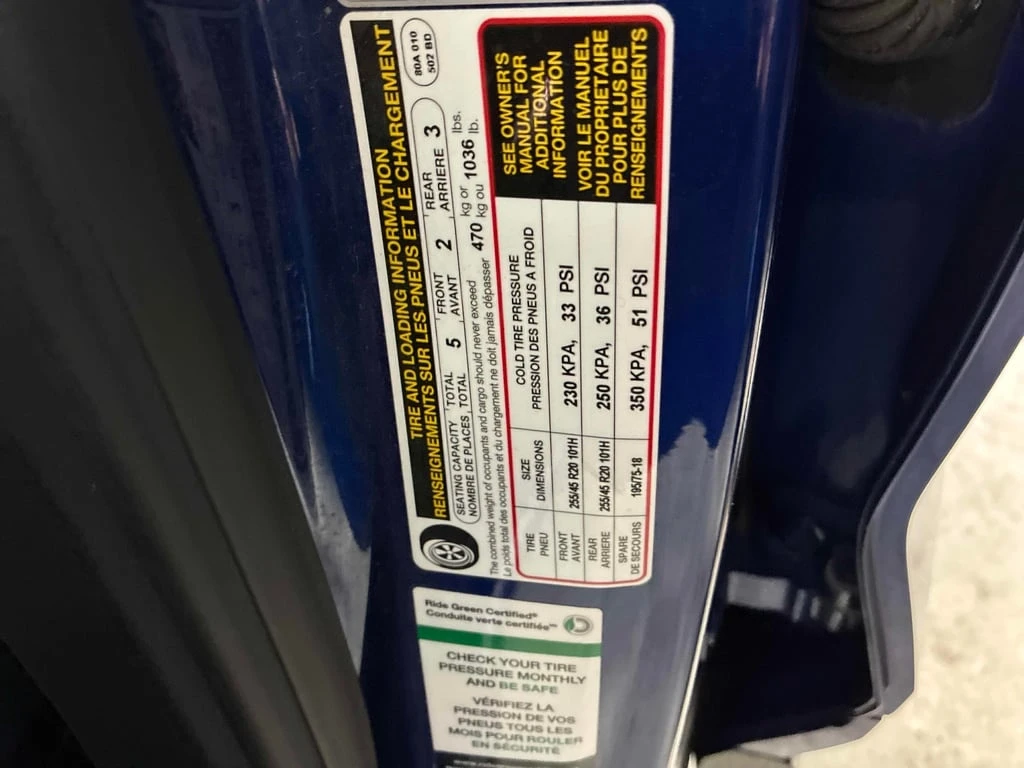 TIRE AND LOADING INFORMATION
RENSEIGNEMENTS SUR LES PNEUS ET LE CHARGEMENT
80A 010
502 BD
SEATING CAPACITY TOTAL 5 FRONT 2 REAR 3
NOMBRE DE PLACES TOTAL AVANT ARRIERE
The combined weight of occupants and cargo should never exceed 470 kg or 1036 lbs.
Le poids total des occupants et du chargement ne doit jamais dépasser kg ou lb.
TIRE SIZE COLD TIRE PRESSURE
PNEU DIMENSIONS PRESSION DES PNEUS A FROID
FRONT
AVANT 255/45 R20 101H 230 KPA, 33 PSI
REAR
ARRIERE 255/45 R20 101H 250 KPA, 36 PSI
SPARE
DE SECOURS 195/75-18 350 KPA, 51 PSI
SEE OWNER'S
MANUAL FOR
ADDITIONAL
INFORMATION
VOIR LE MANUEL
DU PROPRIETAIRE
POUR PLUS DE
RENSEIGNEMENTS
Ride Green Certified®
Conduite verte certifiée
CHECK YOUR TIRE
PRESSURE MONTHLY
AND BE SAFE
VÉRIFIEZ LA
PRESSION DE VOS
PNEUS TOUS LES
MOIS POUR ROULER
EN SÉCURITÉ